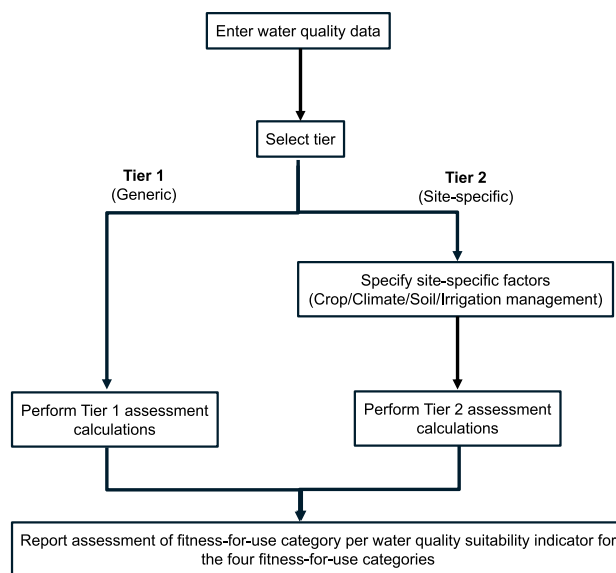 Enter water quality data
Select tier
Tier 1
(Generic)
Tier 2
(Site-specific)
Specify site-specific factors
(Crop/Climate/Soil/Irrigation management)
Perform Tier 1 assessment
calculations
Perform Tier 2 assessment
calculations
Report assessment of fitness-for-use category per water quality suitability indicator for
the four fitness-for-use categories